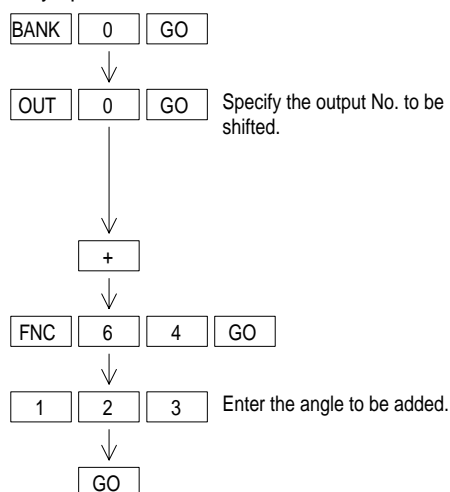 BANK 0 GO
OUT 0 GO Specify the output No. to be
shifted.
+
FNC 6 4 GO
1 2 3 Enter the angle to be added.
GO